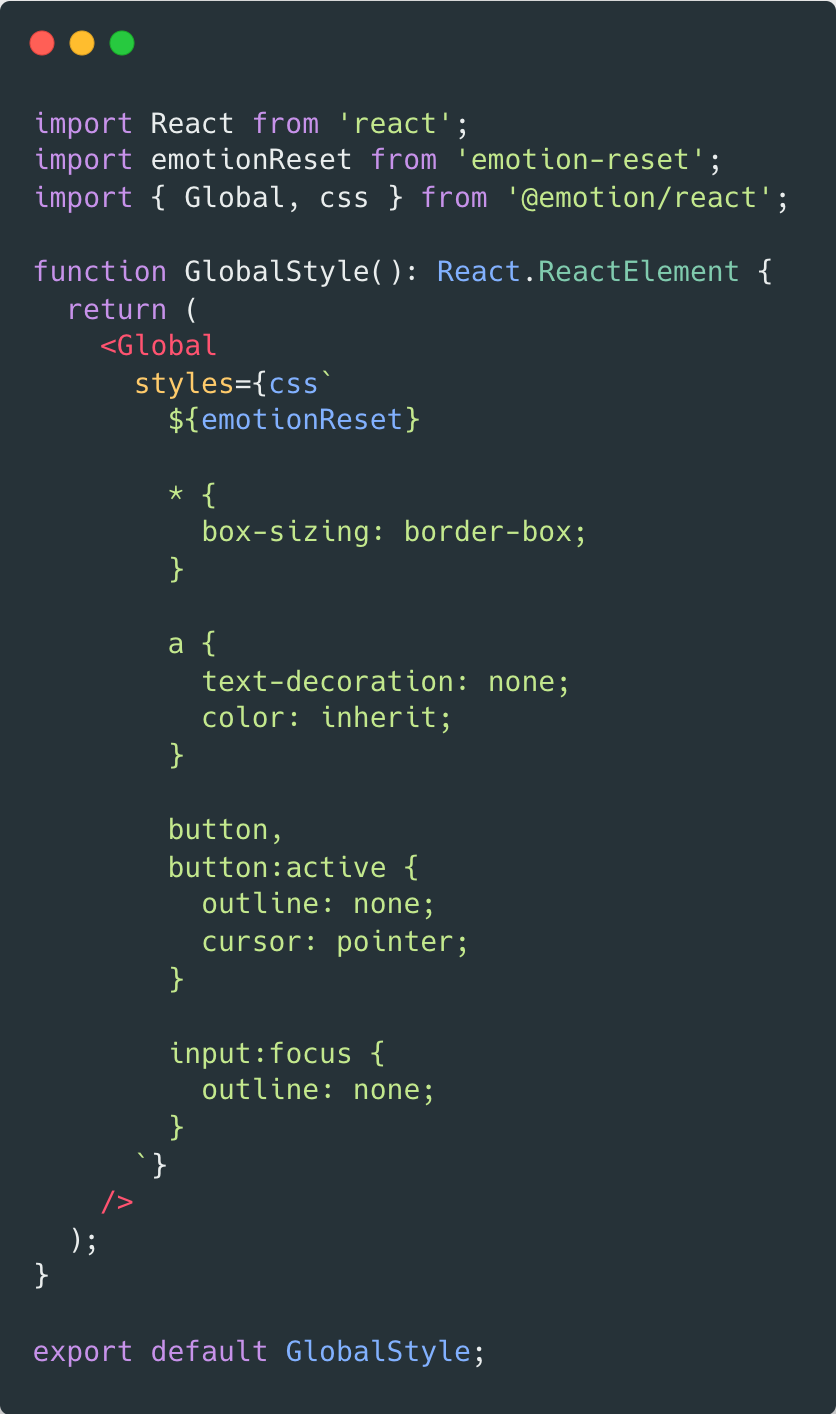 import React from 'react';
import emotionReset from 'emotion-reset';
import { Global, css } from '@emotion/react';

function GlobalStyle(): React.ReactElement {
  return (
    <Global
      styles={css`
        ${emotionReset}

        * {
          box-sizing: border-box;
        }

        a {
          text-decoration: none;
          color: inherit;
        }

        button,
        button:active {
          outline: none;
          cursor: pointer;
        }

        input:focus {
          outline: none;
        }
      `}
    />
  );
}

export default GlobalStyle;